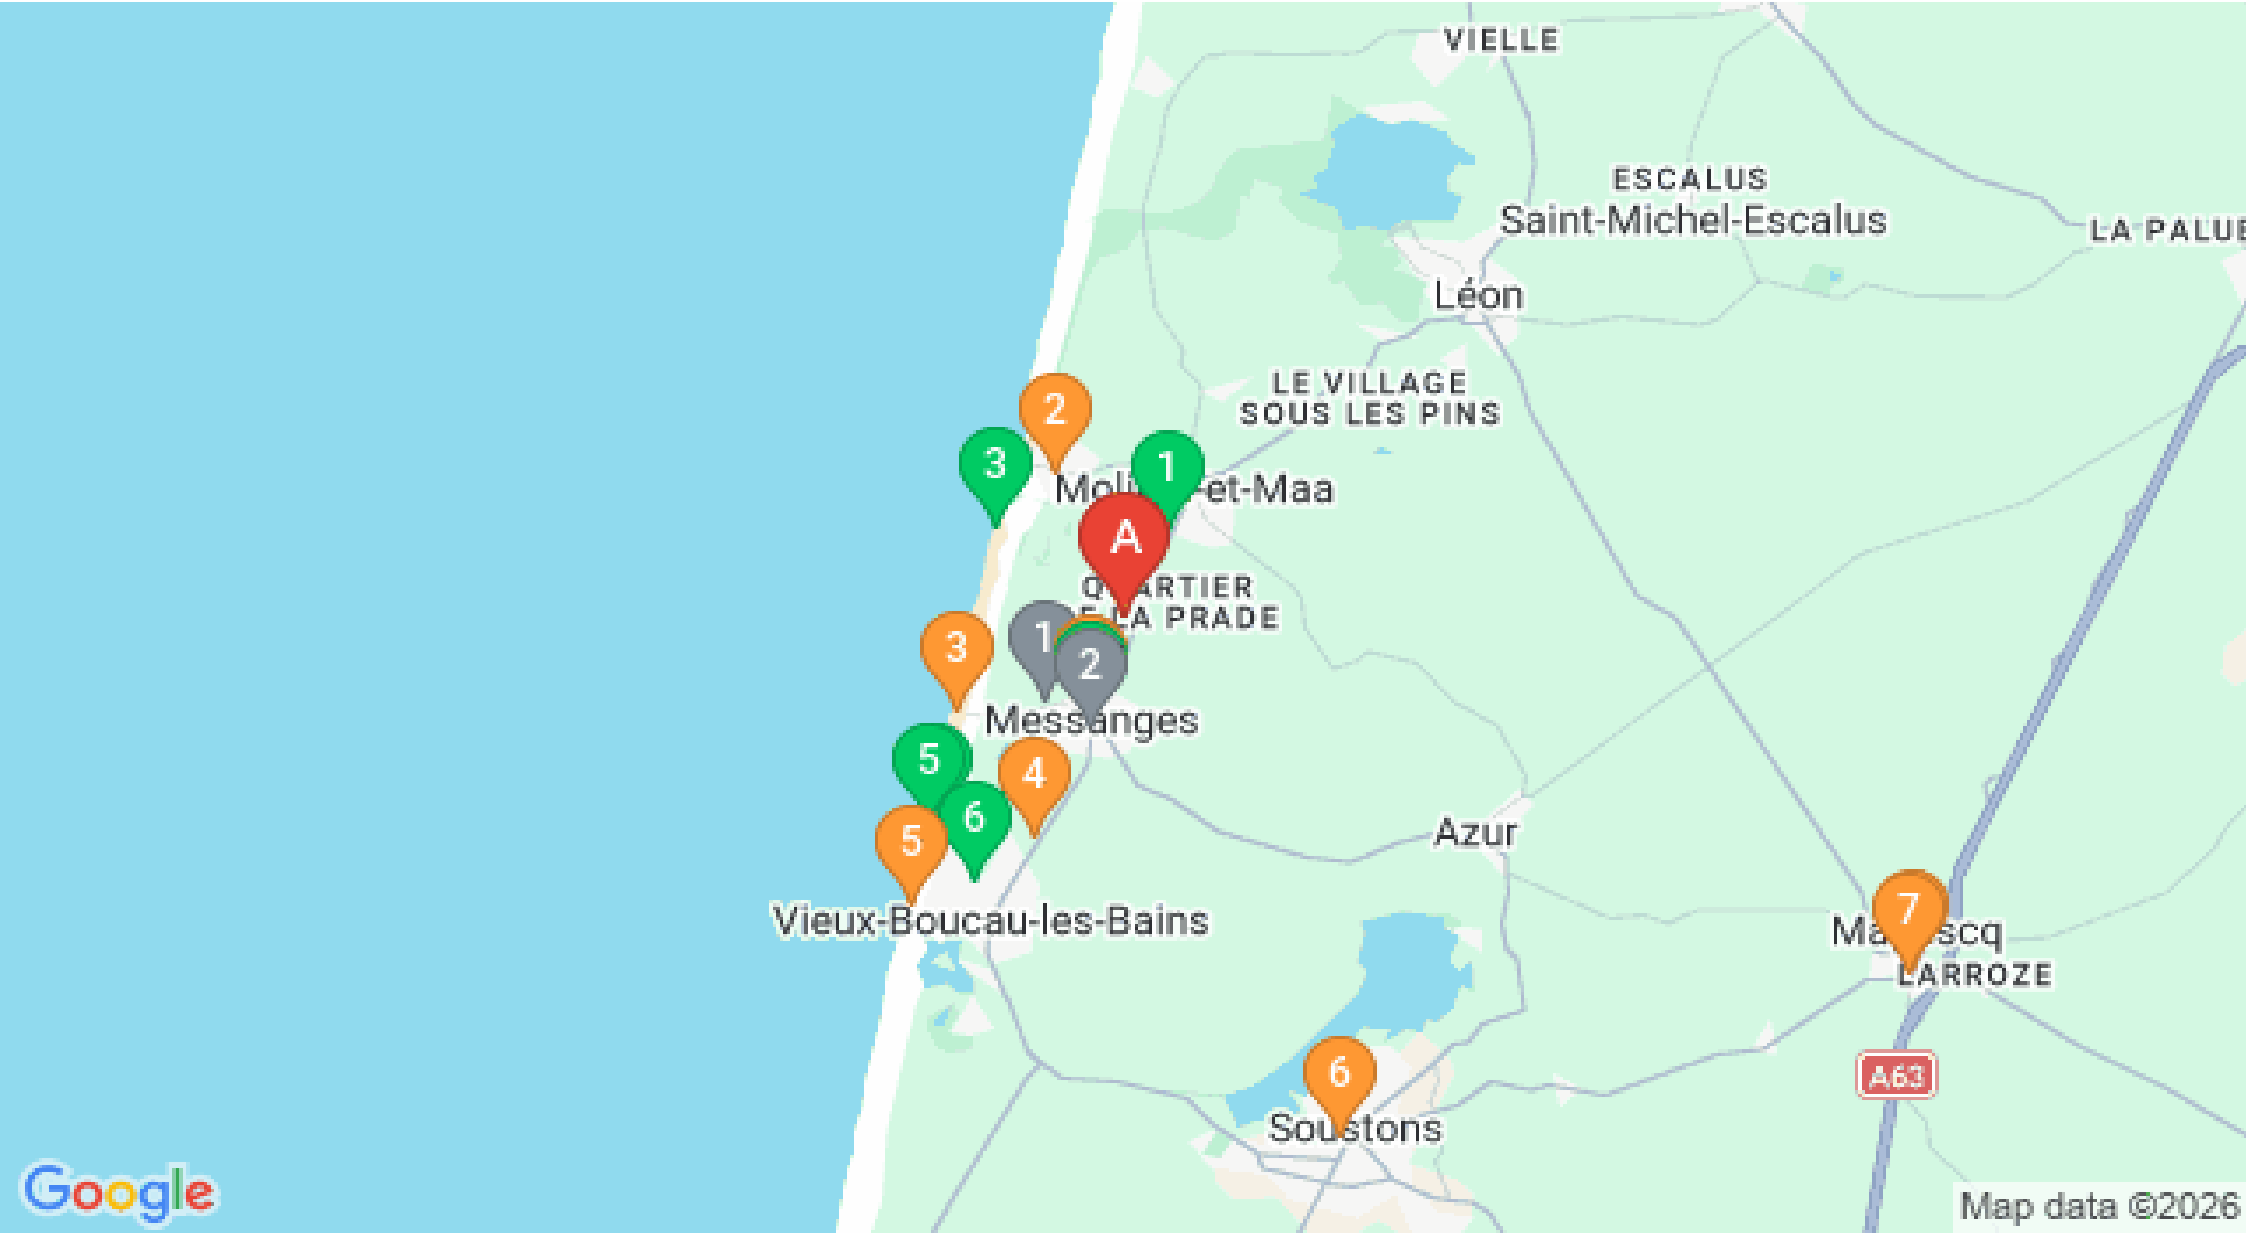 VIELLE
ESCALUS
Saint-Michel-Escalus
LA PALUE
Léon
LE VILLAGE
SOUS LES PINS
2
3
1
-et-Maa
A
LA PRADE
1
2
3
Messanges
5
4
6
5
Azur
Vieux-Boucau-les-Bains
7
LARROZE
6
A63
Soustons
Google
Map data ©2026